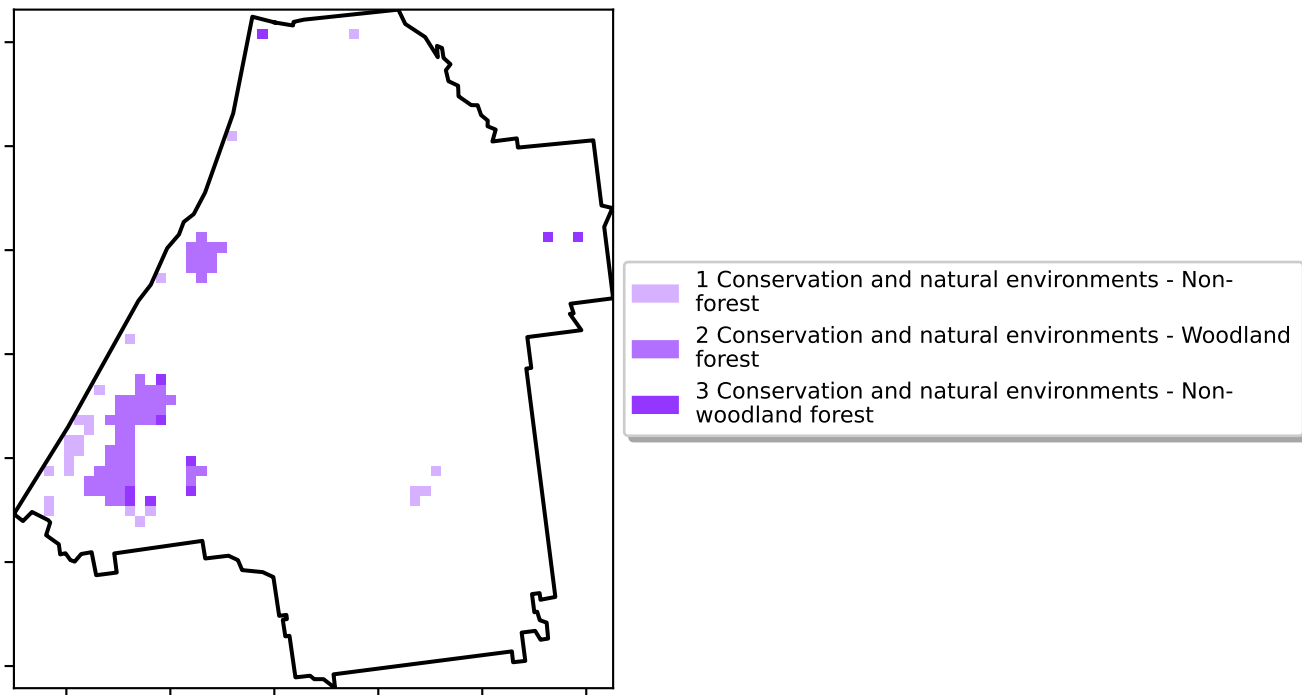 1 Conservation and natural environments - Non-
forest
2 Conservation and natural environments - Woodland
forest
3 Conservation and natural environments - Non-
woodland forest